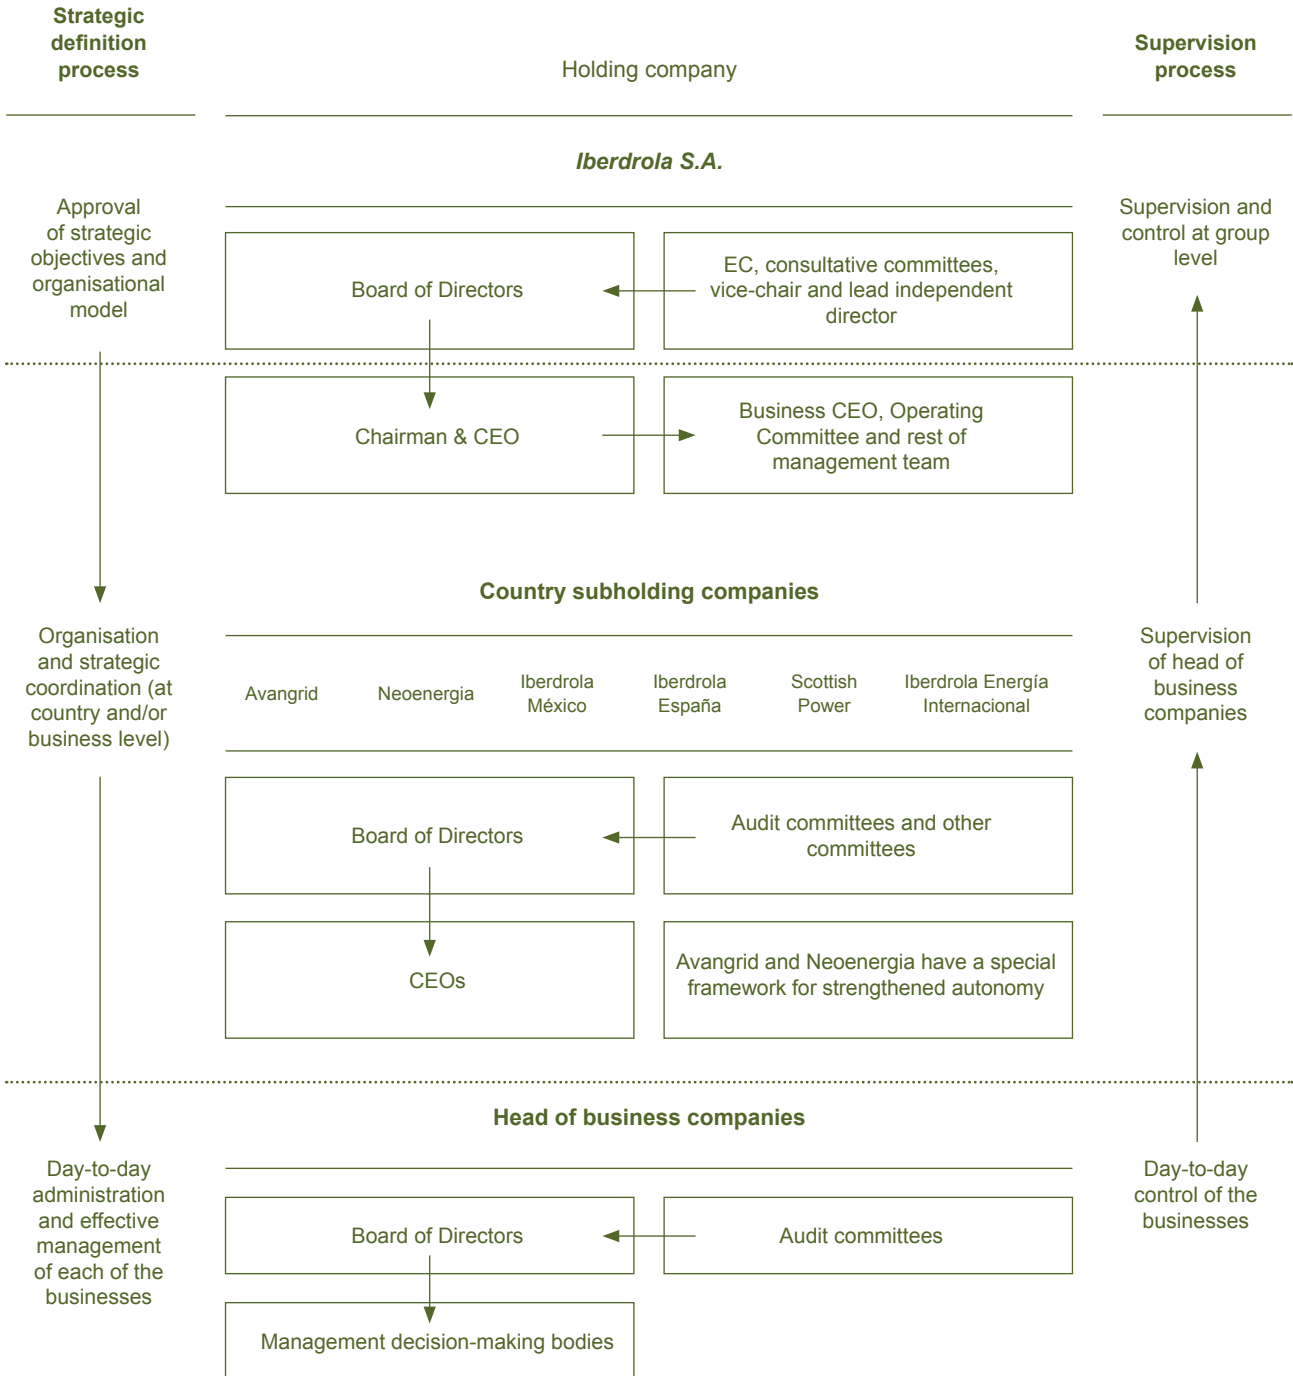 Strategic
definition
process
Holding company
Supervision
process
Iberdrola S.A.
Approval
of strategic
objectives and
organisational
model
Supervision and
control at group
level
Board of Directors
EC, consultative committees,
vice-chair and lead independent
director
Chairman & CEO
Business CEO, Operating
Committee and rest of
management team
Country subholding companies
Organisation
and strategic
coordination (at
country and/or
business level)
Avangrid
Neoenergia
Iberdrola
México
Iberdrola
España
Scottish
Power
Iberdrola Energía
Internacional
Supervision
of head of
business
companies
Board of Directors
Audit committees and other
committees
CEOs
Avangrid and Neoenergia have a special
framework for strengthened autonomy
Head of business companies
Day-to-day
administration
and effective
management
of each of the
businesses
Board of Directors
Audit committees
Day-to-day
control of the
businesses
Management decision-making bodies